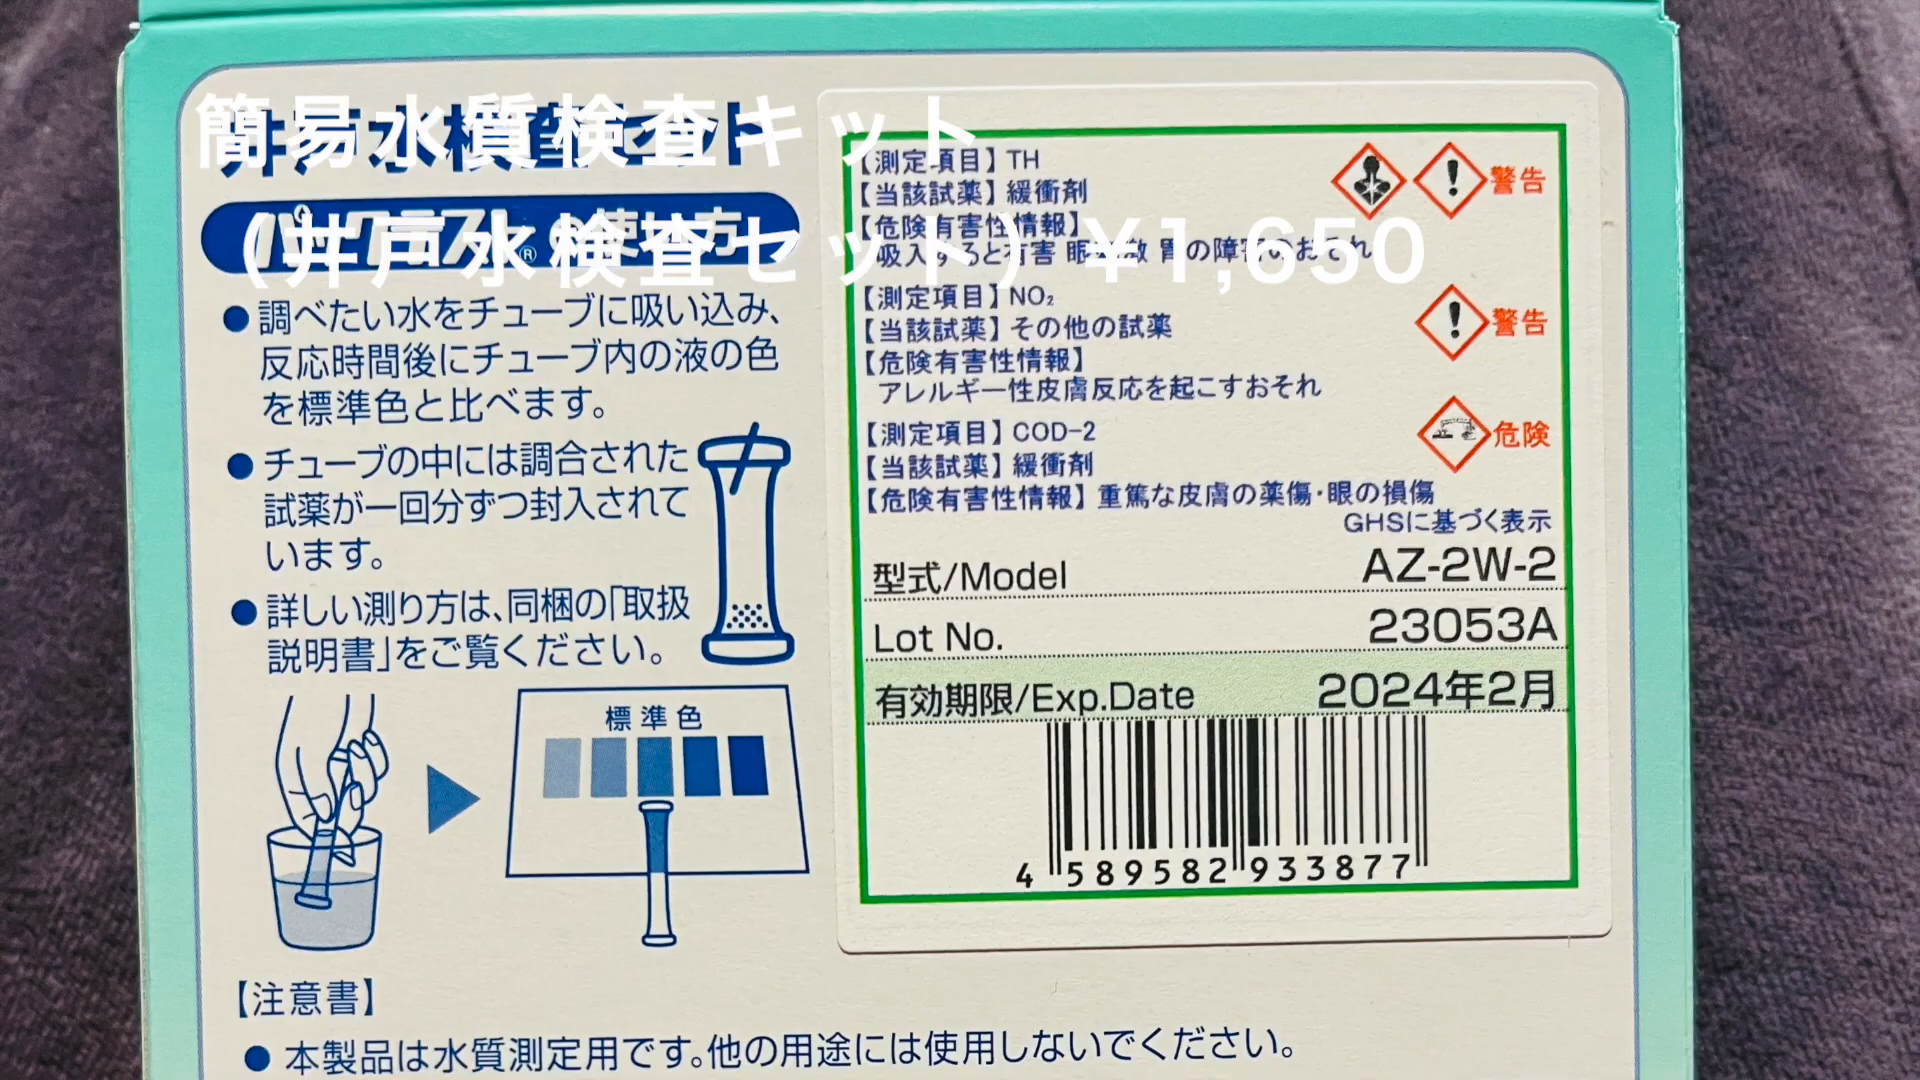 簡易水質検査キット
（井戸水検査セット）¥1,650
●調べたい水をチューブに吸い込み、
反応時間後にチューブ内の液の色
を標準色と比べます。
●チューブの中には調合された
試薬が一回分ずつ封入されて
います。
●詳しい測り方は、同梱の｢取扱
説明書｣をご覧ください。
標準色
【測定項目】TH
【当該試薬】緩衝剤
【危険有害性情報】
警告
【測定項目】NO₂
【当該試薬】その他の試薬
【危険有害性情報】
アレルギー性皮膚反応を起こすおそれ
警告
【測定項目】COD-2
【当該試薬】緩衝剤
【危険有害性情報】重篤な皮膚の薬傷・眼の損傷
危険
GHSに基づく表示
型式/Model AZ-2W-2
Lot No. 23053A
有効期限/Exp.Date 2024年2月
4 589582 933877
【注意書】
●本製品は水質測定用です。他の用途には使用しないでください。